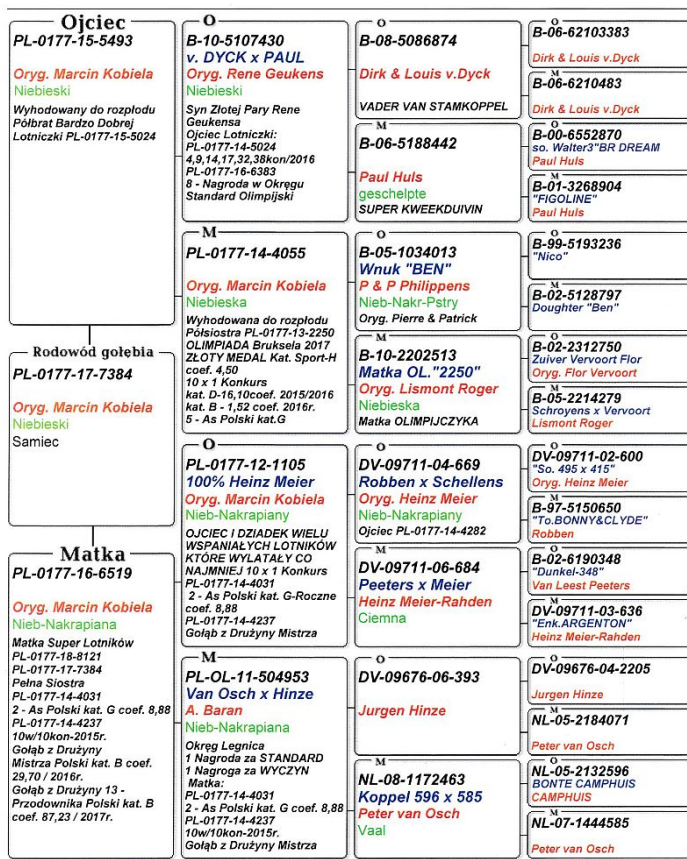 Ojciec
PL-0177-15-5493
Oryg. Marcin Kobiela
Niebieski
Wyhodowany do rozpłodu
Półbrat Bardzo Dobrej
Lotniczki PL-0177-15-5024
Rodowód gołębia
PL-0177-17-7384
Oryg. Marcin Kobiela
Niebieski
Samiec
Matka
PL-0177-16-6519
Oryg. Marcin Kobiela
Nieb-Nakrapiana
Matka Super Lotników
PL-0177-18-8121
PL-0177-17-7384
Pełna Siostra
PL-0177-14-4031
2 - As Polski kat. G coef. 8,88
PL-0177-14-4237
10w/10kon-2015r.
Gołąb z Drużyny
Mistrza Polski kat. B coef.
29,70 / 2016r.
Gołąb z Drużyny 13 -
Przodownika Polski kat. B
coef. 87,23 / 2017r.
O
B-10-5107430
v. DYCK x PAUL
Oryg. Rene Geukens
Niebieski
Syn Złotej Pary Rene
Geukensa
Ojciec Lotniczki:
PL-0177-14-5024
4,9,14,17,32,38kon/2016
PL-0177-16-6383
8 - Nagroda w Okręgu
Standard Olimpijski
M
PL-0177-14-4055
Oryg. Marcin Kobiela
Niebieska
Wyhodowana do rozpłodu
Półsiostra PL-0177-13-2250
OLIMPIADA Bruksela 2017
ZŁOTY MEDAL Kat. Sport-H
coef. 4,50
10 x 1 Konkurs
kat. D-16,10coef. 2015/2016
kat. B - 1,52 coef. 2016r.
5 - As Polski kat.G
O
PL-0177-12-1105
100% Heinz Meier
Oryg. Marcin Kobiela
Nieb-Nakrapiany
OJCIEC I DZIADEK WIELU
WSPANIAŁYCH LOTNIKÓW
KTÓRE WYLATAŁY CO
NAJMNIEJ 10 x 1 Konkurs
PL-0177-14-4031
2 - As Polski kat. G-Roczne
coef. 8,88
PL-0177-14-4237
Gołąb z Drużyny Mistrza
M
PL-OL-11-504953
Van Osch x Hinze
A. Baran
Nieb-Nakrapiana
Okręg Legnica
1 Nagroda za STANDARD
1 Nagroga za WYCZYN
Matka:
PL-0177-14-4031
2 - As Polski kat. G coef. 8,88
PL-0177-14-4237
10w/10kon-2015r.
Gołąb z Drużyny Mistrza
O
B-08-5086874
Dirk & Louis v.Dyck
VADER VAN STAMKOPPEL
M
B-06-5188442
Paul Huls
geschelpte
SUPER KWEEKDUIVIN
O
B-05-1034013
Wnuk "BEN"
P & P Philippens
Nieb-Nakr-Pstry
Oryg. Pierre & Patrick
M
B-10-2202513
Matka OL."2250"
Oryg. Lismont Roger
Niebieska
Matka OLIMPIJCZYKA
O
DV-09711-04-669
Robben x Schellens
Oryg. Heinz Meier
Nieb-Nakrapiany
Ojciec PL-0177-14-4282
M
DV-09711-06-684
Peeters x Meier
Heinz Meier-Rahden
Ciemna
O
DV-09676-06-393
Jurgen Hinze
M
NL-08-1172463
Koppel 596 x 585
Peter van Osch
Vaal
O
B-06-62103383
Dirk & Louis v.Dyck
M
B-06-6210483
Dirk & Louis v.Dyck
O
B-00-6552870
so. Walter3"BR DREAM
Paul Huls
M
B-01-3268904
"FIGOLINE"
Paul Huls
O
B-99-5193236
"Nico"
M
B-02-5128797
Doughter "Ben"
O
B-02-2312750
Zuiver Vervoort Flor
Oryg. Flor Vervoort
M
B-05-2214279
Schroyens x Vervoort
Lismont Roger
O
DV-09711-02-600
"So. 495 x 415"
Oryg. Heinz Meier
M
B-97-5150650
"To.BONNY&CLYDE"
Robben
O
B-02-6190348
"Dunkel-348"
Van Leest Peeters
M
DV-09711-03-636
"Enk.ARGENTON"
Heinz Meier-Rahden
O
DV-09676-04-2205
Jurgen Hinze
M
NL-05-2184071
Peter van Osch
O
NL-05-2132596
BONTE CAMPHUIS
CAMPHUIS
M
NL-07-1444585
Peter van Osch